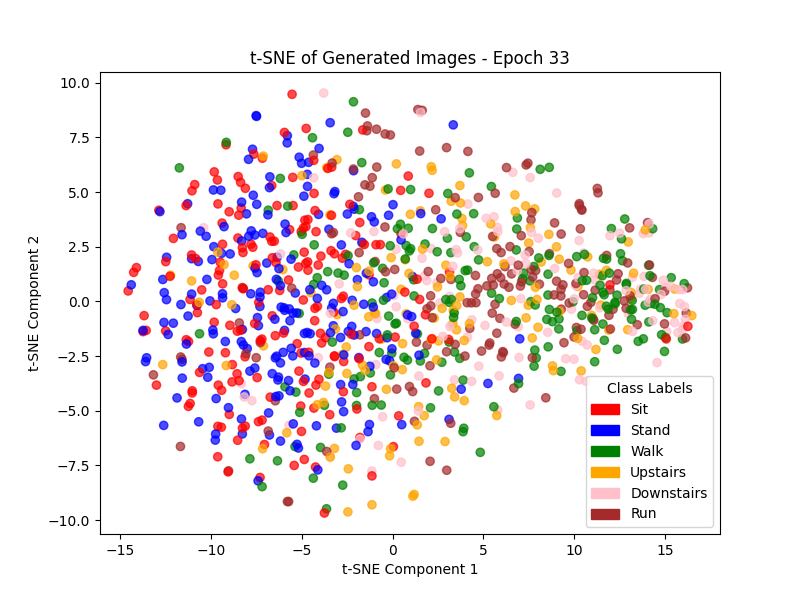 t-SNE of Generated Images - Epoch 33
10.0
7.5
5.0
2.5
0.0
−2.5
−5.0
−7.5
−10.0
t-SNE Component 2
Class Labels
Sit
Stand
Walk
Upstairs
Downstairs
Run
−15
−10
−5
0
5
10
15
t-SNE Component 1